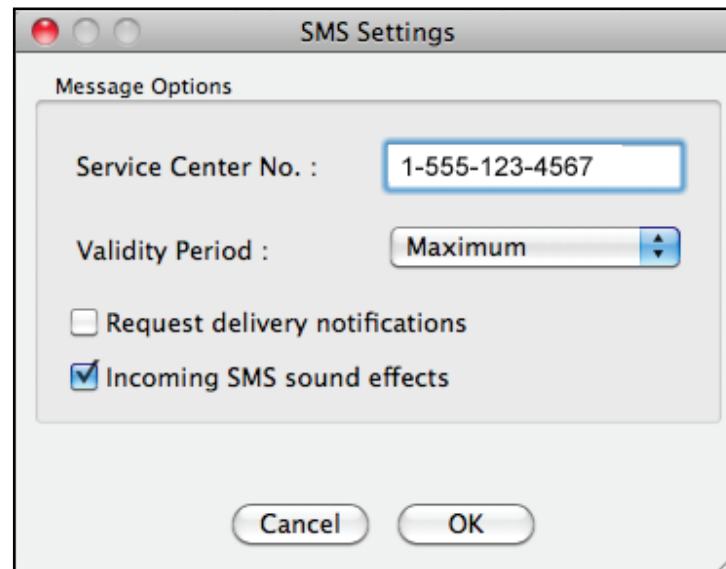 SMS Settings
Message Options
Service Center No. : 1-555-123-4567
Validity Period : Maximum
Request delivery notifications
Incoming SMS sound effects
Cancel OK